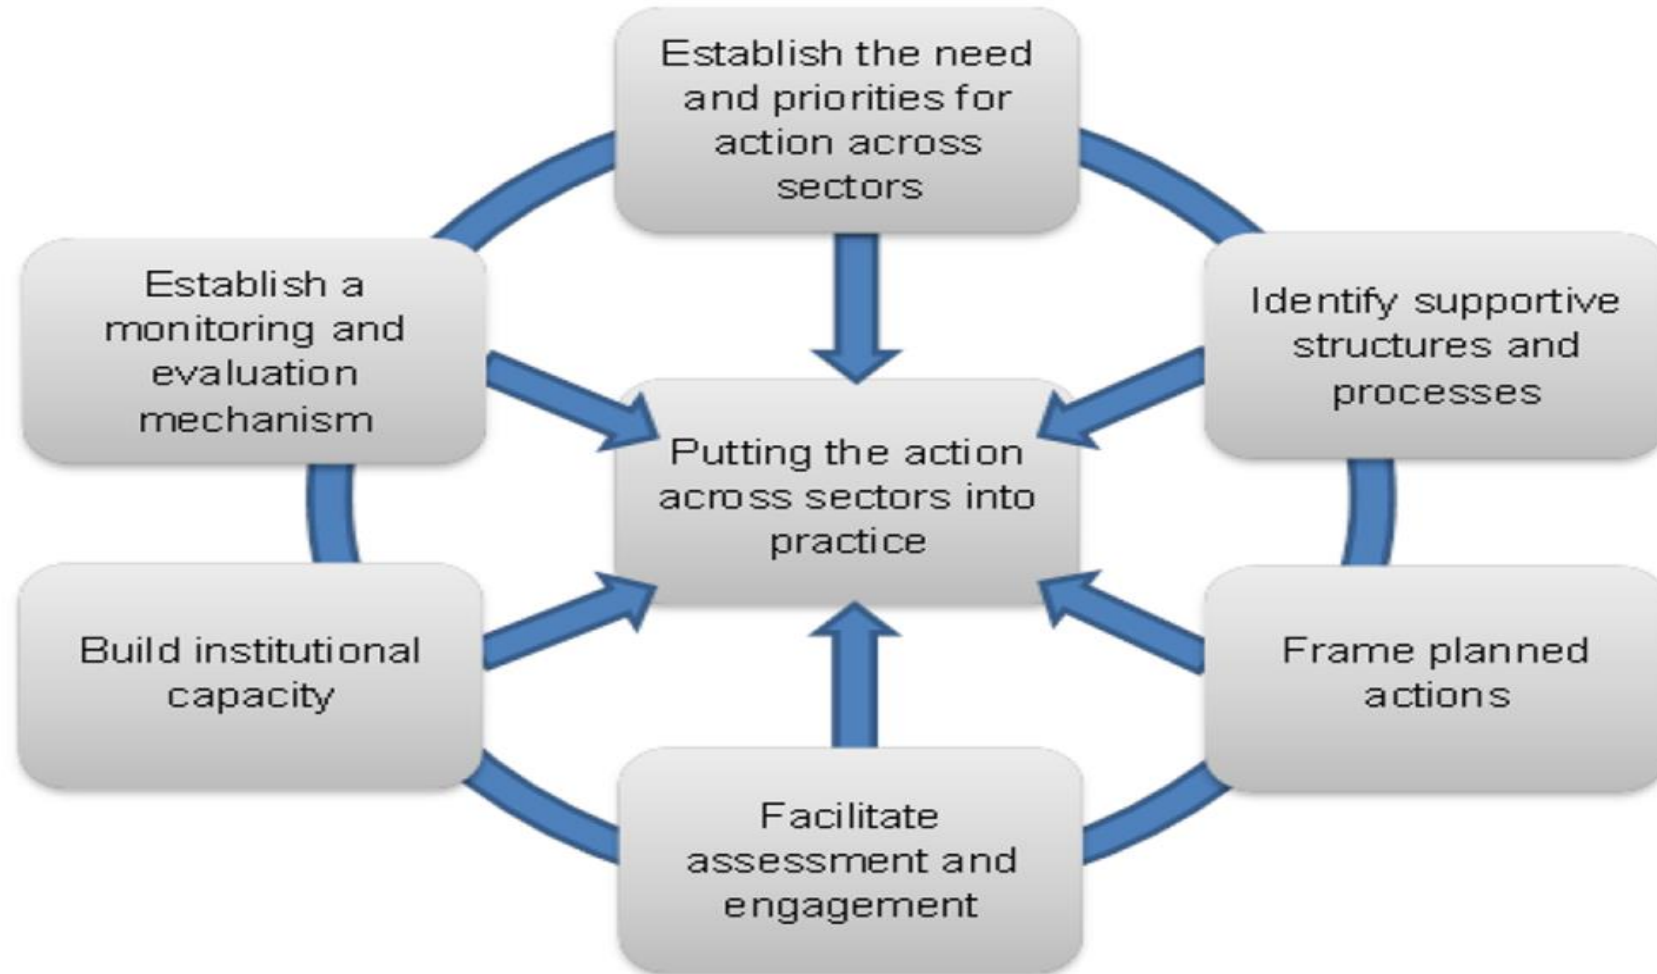 Establish the need
and priorities for
action across
sectors
Identify supportive
structures and
processes
Frame planned
actions
Facilitate
assessment and
engagement
Build institutional
capacity
Establish a
monitoring and
evaluation
mechanism
Putting the action
across sectors into
practice